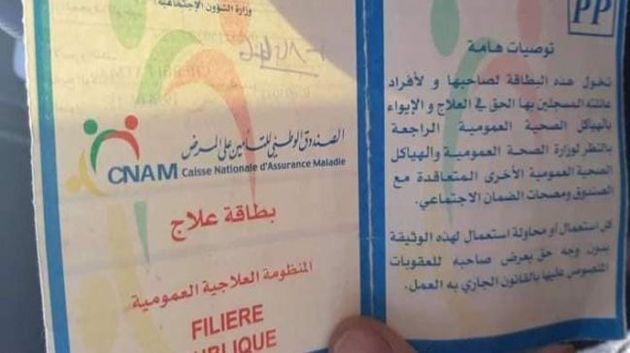 وزارة الشؤون الإجتماعية
الصندوق الوطني للتأمين على المرض
CNAM Caisse Nationale d'Assurance Maladie
بطاقة علاج
المنظومة العلاجية العمومية
FILIERE
PP
توصيات هامة
تخول هذه البطاقة لصاحبها و لأفراد
عائلته المسجلين بها الحق في العلاج و الإيواء
بالهياكل الصحية العمومية الراجعة
بالنظر لوزارة الصحة العمومية والهياكل
الصحية العمومية الأخرى المتعاقدة مع
الصندوق ومصحات الضمان الاجتماعي.
كل استعمال أو محاولة استعمال لهذه الوثيقة
بدون وجه حق يعرض صاحبه للعقوبات
المنصوص عليها بالقانون الجاري به العمل.